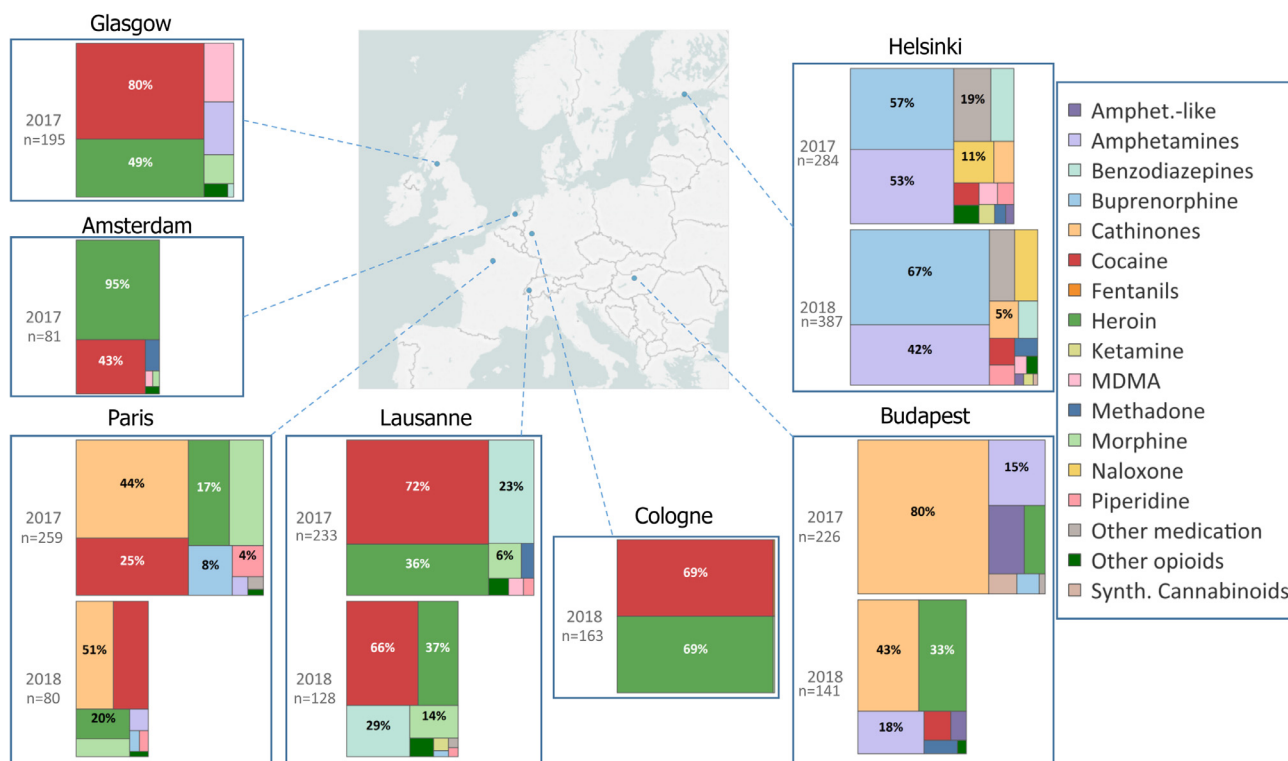 Glasgow
2017
n=195
80%
49%
Amsterdam
2017
n=81
95%
43%
Helsinki
2017
n=284
57%
19%
11%
53%
2018
n=387
67%
5%
42%
Amphet.-like
Amphetamines
Benzodiazepines
Buprenorphine
Cathinones
Cocaine
Fentanils
Heroin
Ketamine
MDMA
Methadone
Morphine
Naloxone
Piperidine
Other medication
Other opioids
Synth. Cannabinoids
Paris
2017
n=259
44%
17%
25%
8%
4%
2018
n=80
51%
20%
Lausanne
2017
n=233
72%
23%
36%
6%
2018
n=128
66%
37%
29%
14%
Cologne
2018
n=163
69%
69%
Budapest
2017
n=226
80%
15%
2018
n=141
43%
33%
18%